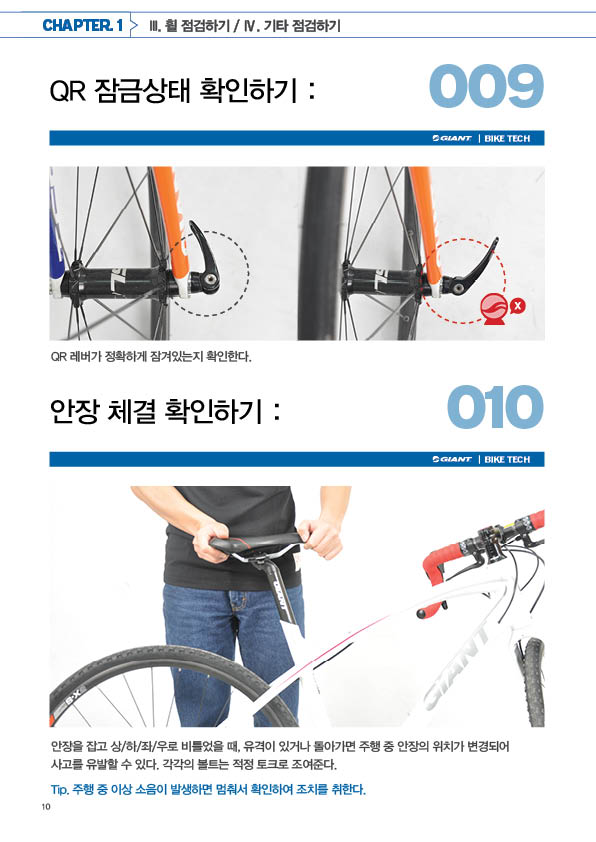 CHAPTER. 1
Ⅲ. 휠 점검하기 / Ⅳ. 기타 점검하기
QR 잠금상태 확인하기 :
009
GIANT | BIKE TECH
X
QR 레버가 정확하게 잠겨있는지 확인한다.
안장 체결 확인하기 :
010
GIANT | BIKE TECH
GIANT
안장을 잡고 상/하/좌/우로 비틀었을 때, 유격이 있거나 돌아가면 주행 중 안장의 위치가 변경되어
사고를 유발할 수 있다. 각각의 볼트는 적정 토크로 조여준다.
Tip. 주행 중 이상 소음이 발생하면 멈춰서 확인하여 조치를 취한다.
10